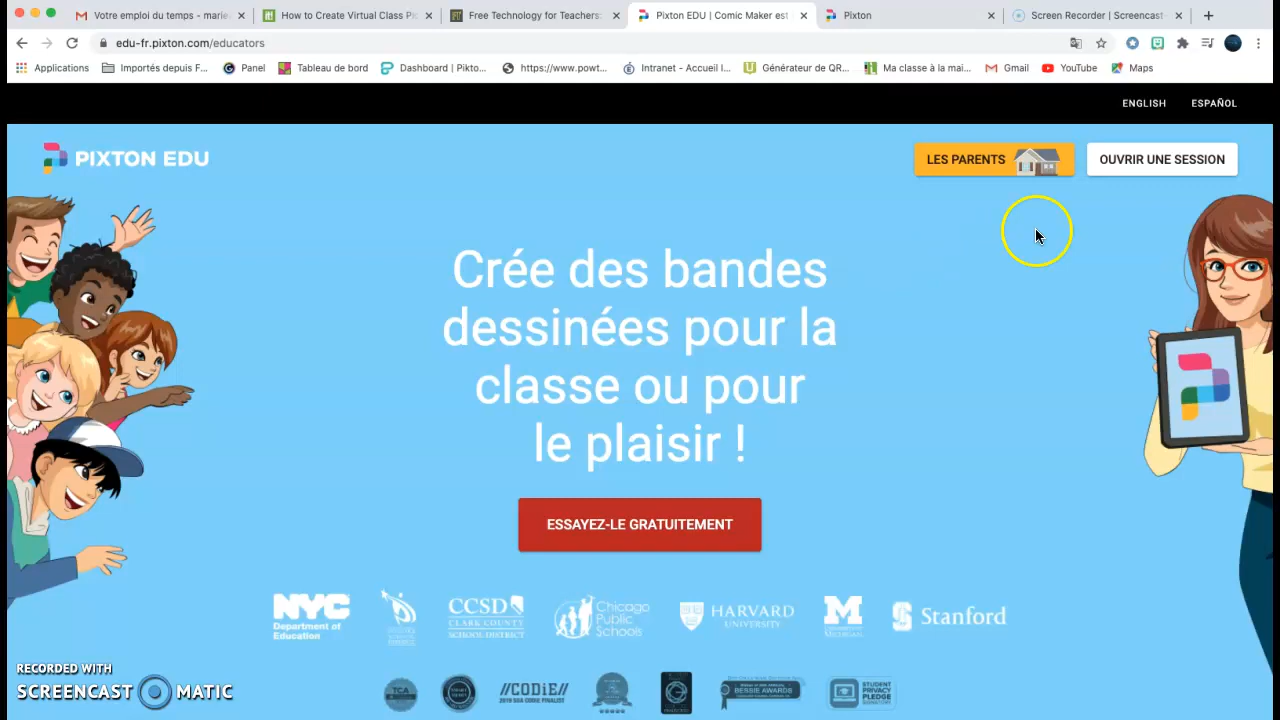 Votre emploi du temps - marie-
How to Create Virtual Class Pic
Free Technology for Teachers:
Pixton EDU | Comic Maker est
Pixton
Screen Recorder | Screencast-
edu-fr.pixton.com/educators
Applications
Importés depuis F...
Panel
Tableau de bord
Dashboard | Pikto...
https://www.powt...
Intranet - Accueil I...
Générateur de QR...
Ma classe à la mai...
Gmail
YouTube
Maps
ENGLISH
ESPAÑOL
PIXTON EDU
LES PARENTS
OUVRIR UNE SESSION
Crée des bandes
dessinées pour la
classe ou pour
le plaisir !
ESSAYEZ-LE GRATUITEMENT
NYC
Department of
Education
CCSD
CLARK COUNTY
SCHOOL DISTRICT
Chicago
Public
Schools
HARVARD
UNIVERSITY
M
Stanford
//CODiE//
BESSIE AWARDS
STUDENT
PRIVACY
PLEDGE
RECORDED WITH
SCREENCAST MATIC